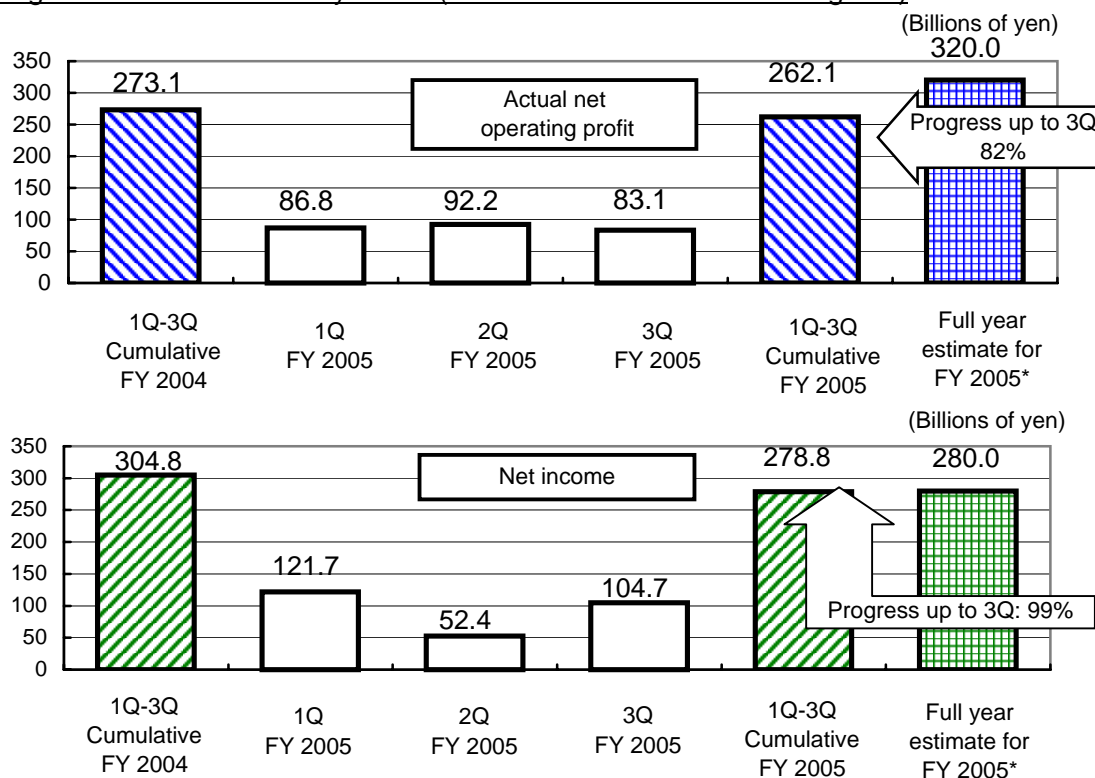 (Billions of yen)
350
300
250
200
150
100
50
0
273.1
86.8
92.2
83.1
262.1
320.0
Actual net
operating profit
Progress up to 3Q
82%
1Q-3Q
Cumulative
FY 2004
1Q
FY 2005
2Q
FY 2005
3Q
FY 2005
1Q-3Q
Cumulative
FY 2005
Full year
estimate for
FY 2005*
(Billions of yen)
350
300
250
200
150
100
50
0
304.8
121.7
52.4
104.7
278.8
280.0
Net income
Progress up to 3Q: 99%
1Q-3Q
Cumulative
FY 2004
1Q
FY 2005
2Q
FY 2005
3Q
FY 2005
1Q-3Q
Cumulative
FY 2005
Full year
estimate for
FY 2005*